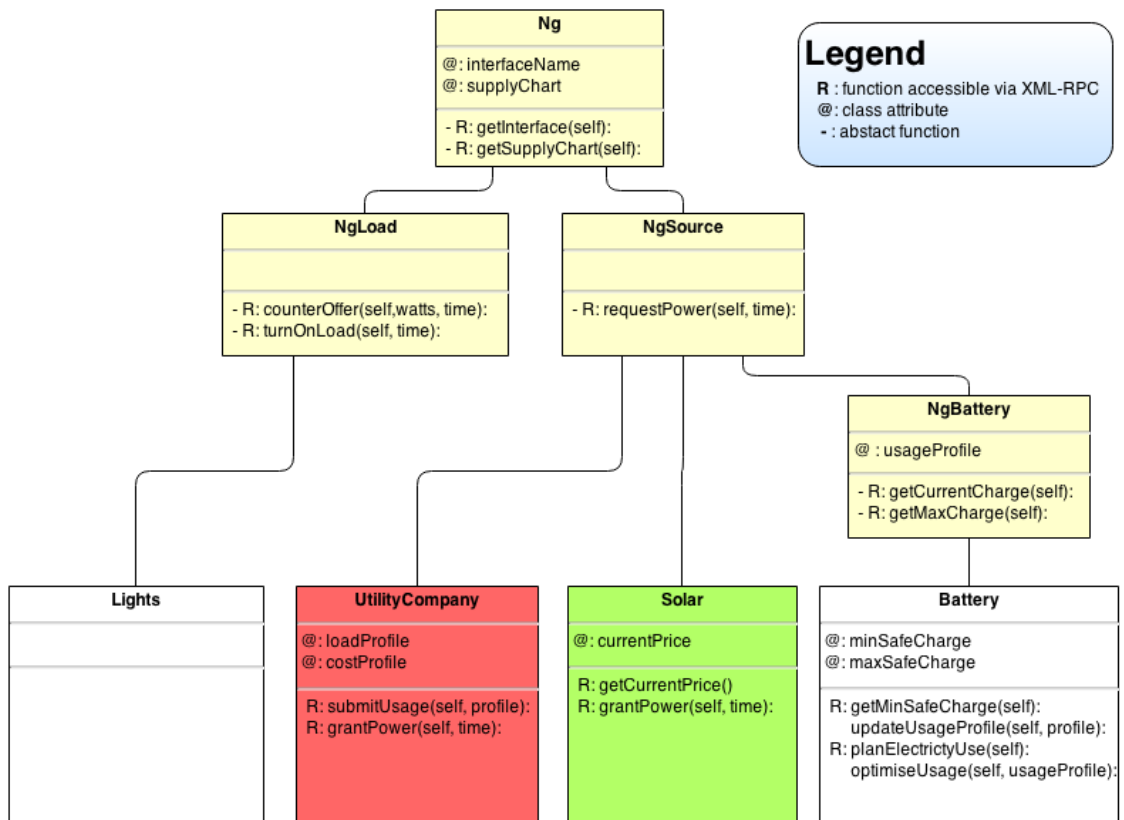 Ng
@: interfaceName
@: supplyChart
- R: getInterface(self):
- R: getSupplyChart(self):
Legend
R : function accessible via XML-RPC
@: class attribute
- : abstact function
NgLoad
- R: counterOffer(self,watts, time):
- R: turnOnLoad(self, time):
NgSource
- R: requestPower(self, time):
NgBattery
@ : usageProfile
- R: getCurrentCharge(self):
- R: getMaxCharge(self):
Lights
UtilityCompany
@: loadProfile
@: costProfile
R: submitUsage(self, profile):
R: grantPower(self, time):
Solar
@: currentPrice
R: getCurrentPrice()
R: grantPower(self, time):
Battery
@: minSafeCharge
@: maxSafeCharge
R: getMinSafeCharge(self):
updateUsageProfile(self, profile):
R: planElectrictyUse(self):
optimiseUsage(self, usageProfile):